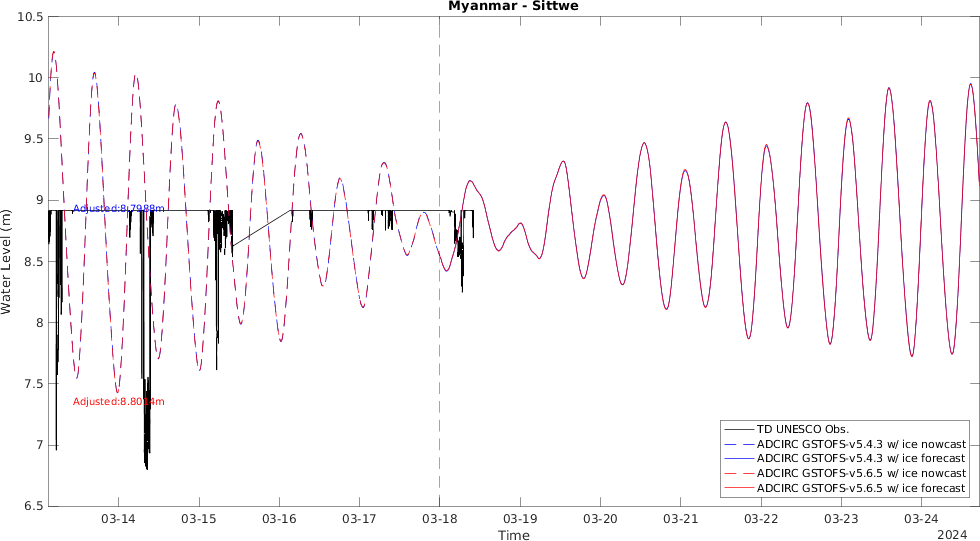 Myanmar - Sittwe
Water Level (m)
10.5
10
9.5
9
8.5
8
7.5
7
6.5
Adjusted:8.7988m
03-14
03-15
03-16
03-17
03-18
03-19
03-20
03-21
03-22
03-23
03-24
Time
2024
TD UNESCO Obs.
ADCIRC GSTOFS-v5.4.3 w/ ice nowcast
ADCIRC GSTOFS-v5.4.3 w/ ice forecast
ADCIRC GSTOFS-v5.6.5 w/ ice nowcast
ADCIRC GSTOFS-v5.6.5 w/ ice forecast